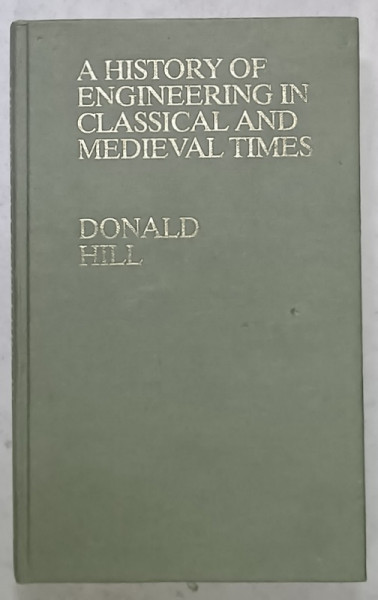 A HISTORY OF
ENGINEERING IN
CLASSICAL AND
MEDIEVAL TIMES
DONALD
HILL